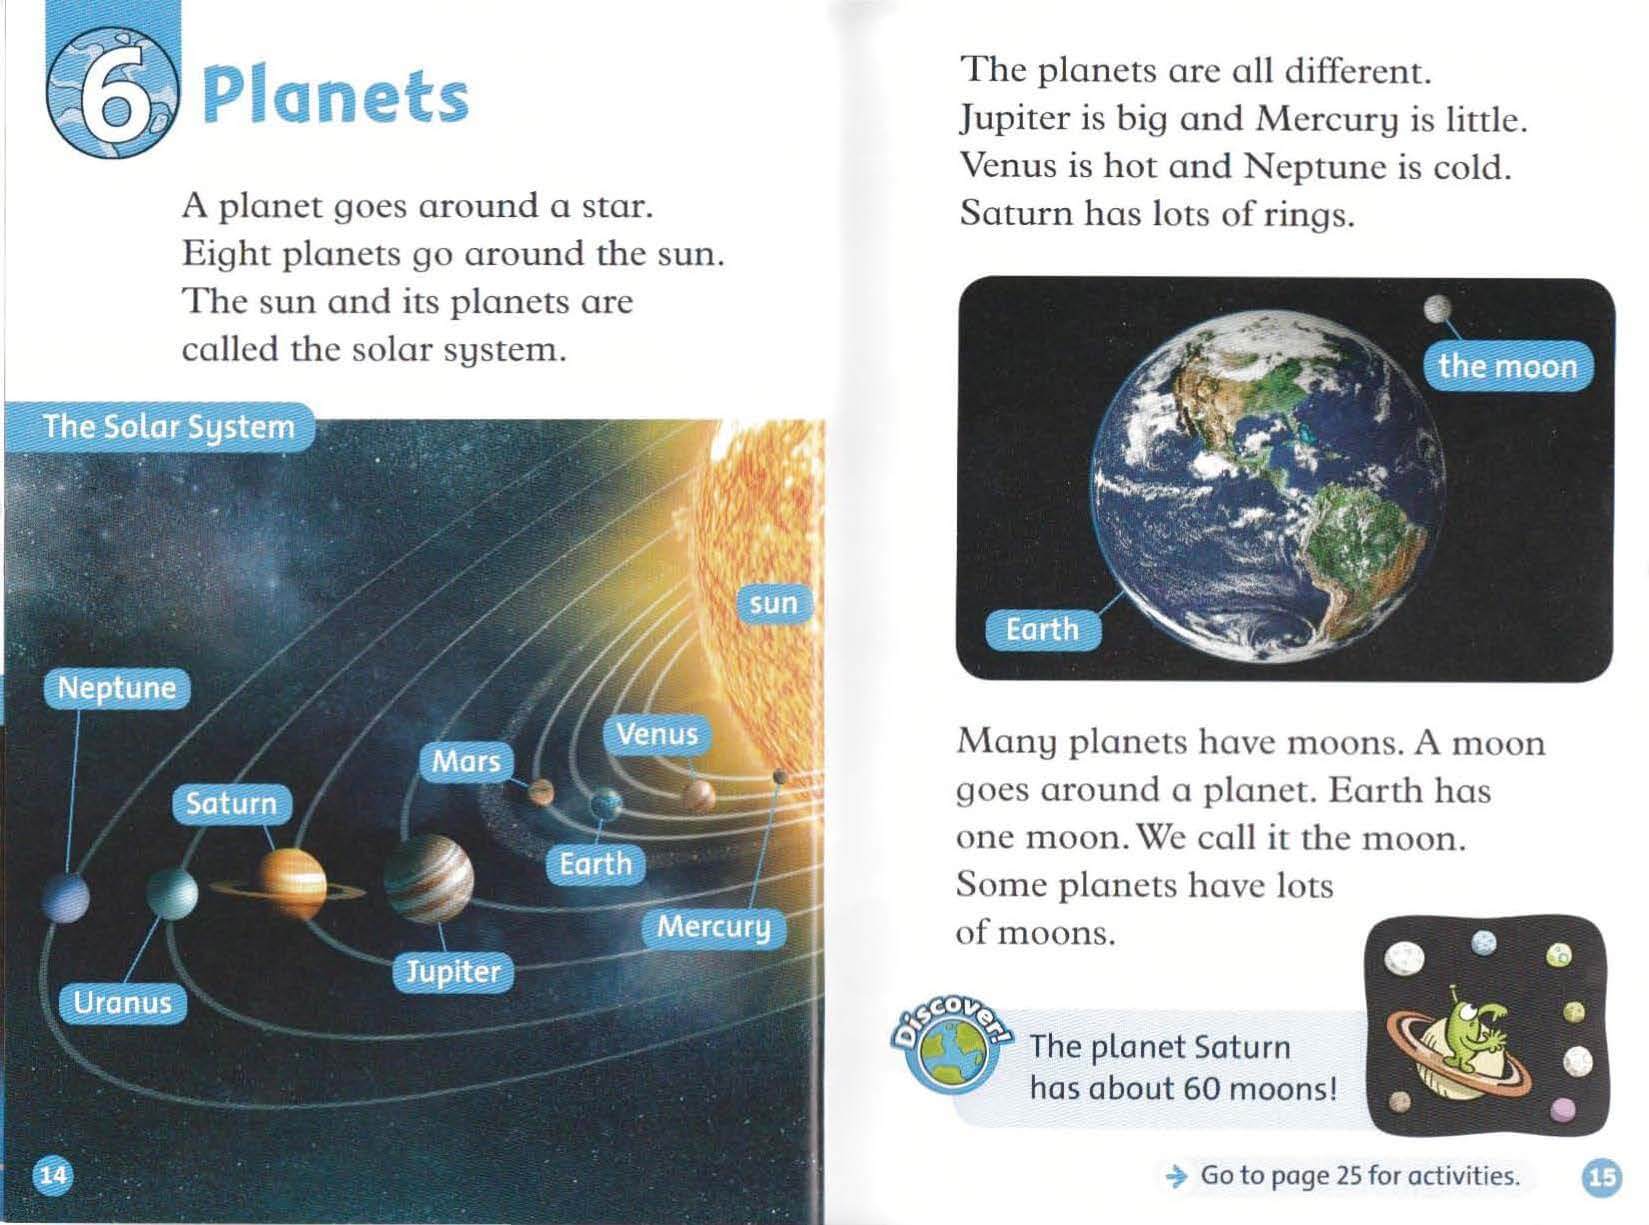 6
Planets
A planet goes around a star.
Eight planets go around the sun.
The sun and its planets are
called the solar system.
The Solar System
sun
Neptune
Venus
Mars
Saturn
Earth
Mercury
Jupiter
Uranus
14
The planets are all different.
Jupiter is big and Mercury is little.
Venus is hot and Neptune is cold.
Saturn has lots of rings.
the moon
Earth
Many planets have moons. A moon
goes around a planet. Earth has
one moon. We call it the moon.
Some planets have lots
of moons.
Discover!
The planet Saturn
has about 60 moons!
→ Go to page 25 for activities.
15